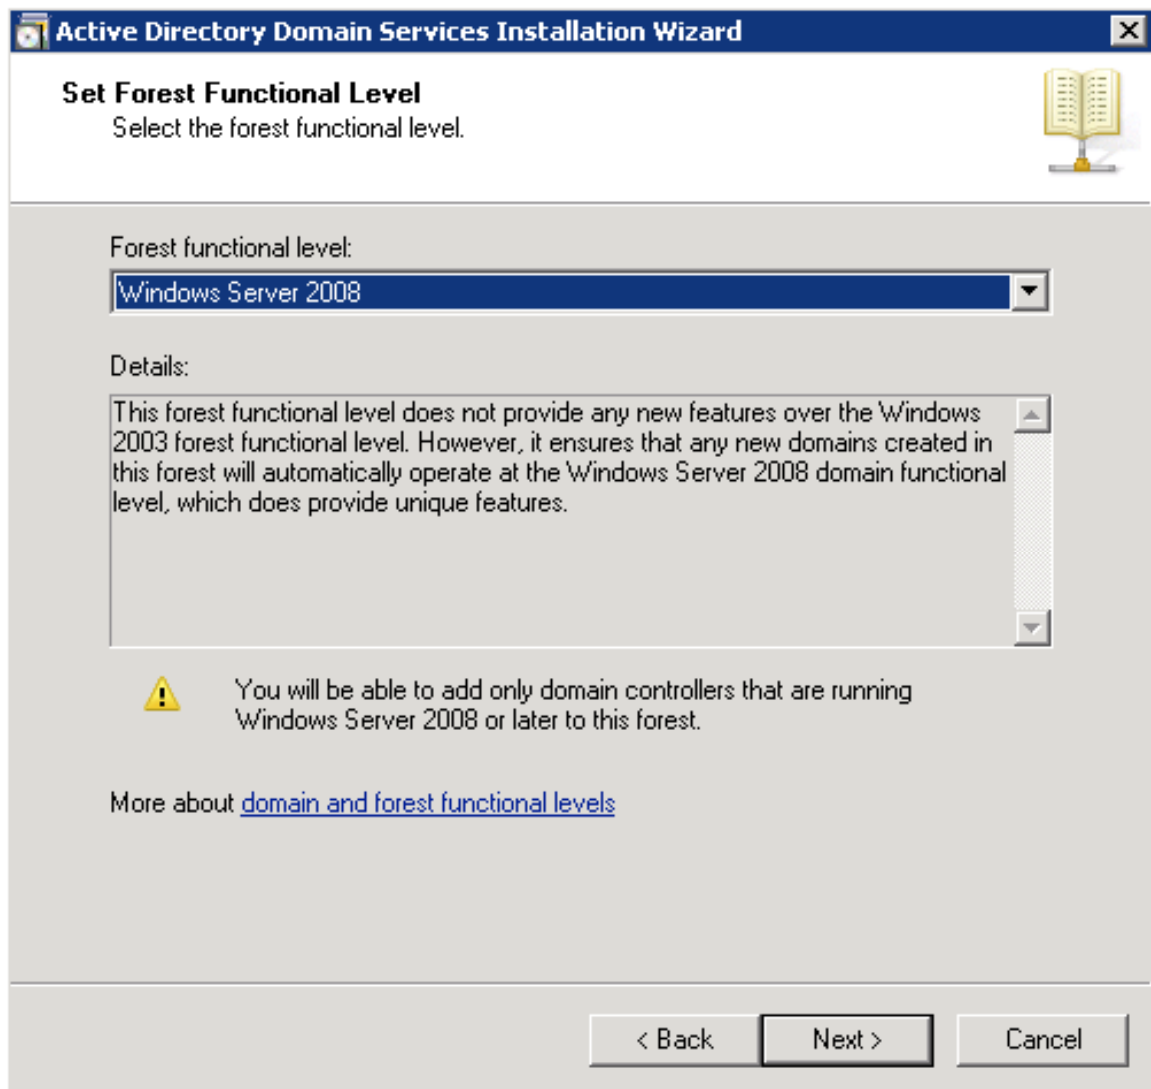 Active Directory Domain Services Installation Wizard
Set Forest Functional Level
Select the forest functional level.
Forest functional level:
Windows Server 2008
Details:
This forest functional level does not provide any new features over the Windows
2003 forest functional level. However, it ensures that any new domains created in
this forest will automatically operate at the Windows Server 2008 domain functional
level, which does provide unique features.
You will be able to add only domain controllers that are running
Windows Server 2008 or later to this forest.
More about domain and forest functional levels
< Back
Next >
Cancel